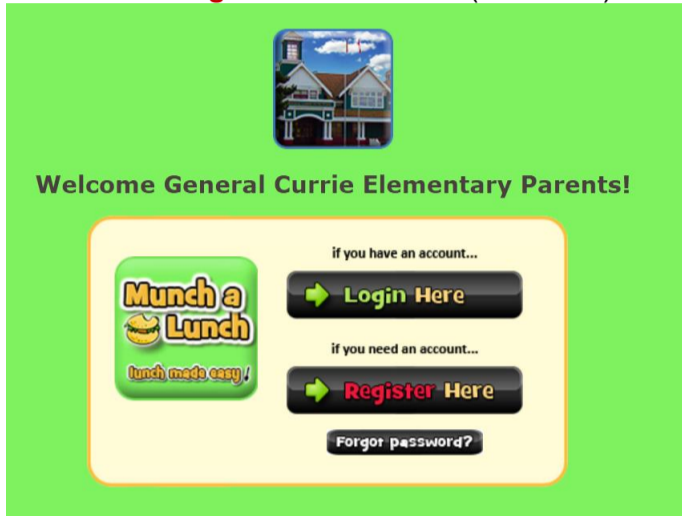 Welcome General Currie Elementary Parents!
if you have an account...
Munch a
Lunch
lunch made easy!
Login Here
if you need an account...
Register Here
Forgot password?